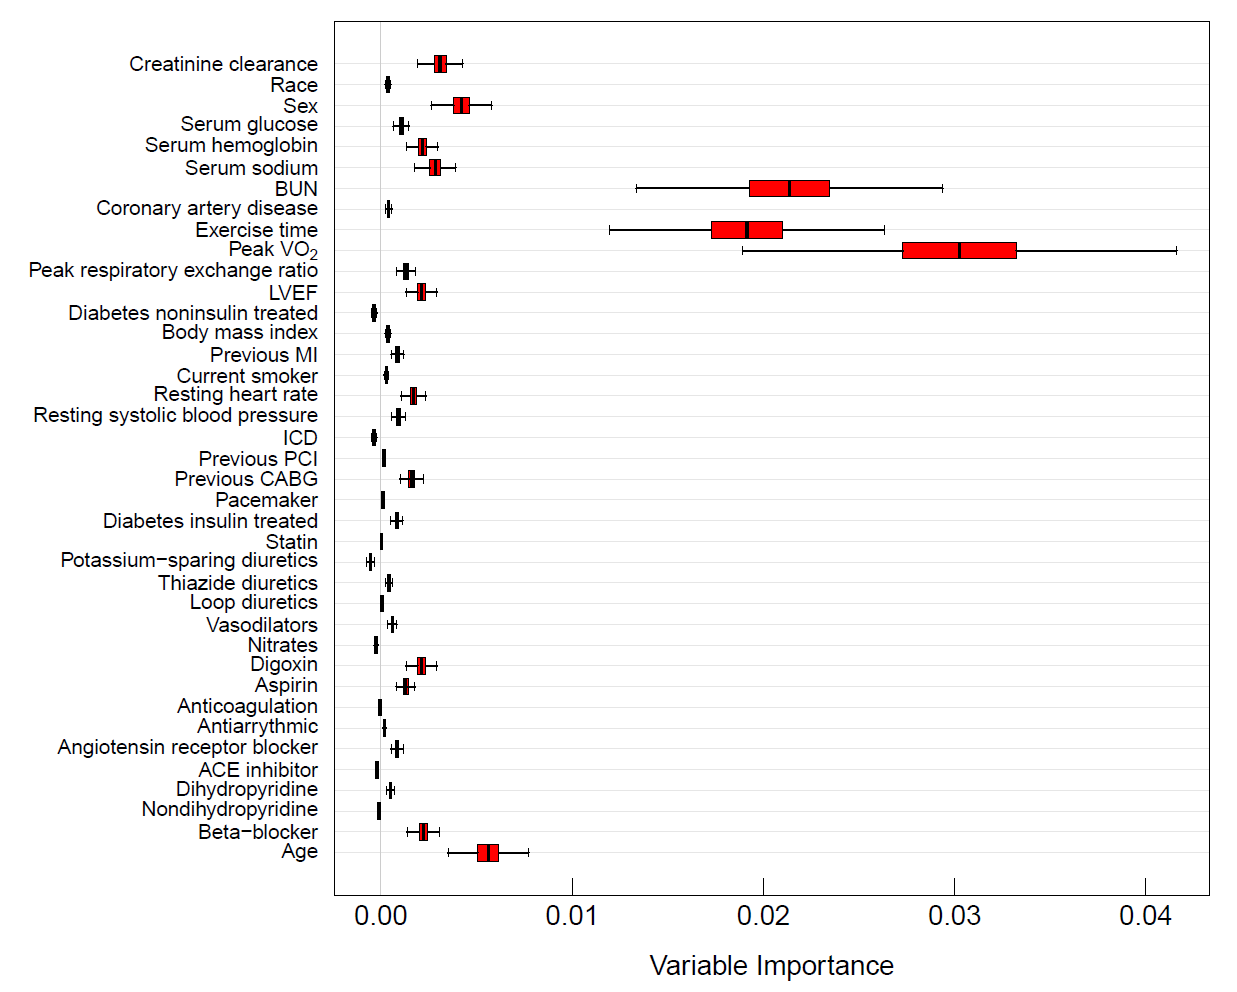 Creatinine clearance
Race
Sex
Serum glucose
Serum hemoglobin
Serum sodium
BUN
Coronary artery disease
Exercise time
Peak VO₂
Peak respiratory exchange ratio
LVEF
Diabetes noninsulin treated
Body mass index
Previous MI
Current smoker
Resting heart rate
Resting systolic blood pressure
ICD
Previous PCI
Previous CABG
Pacemaker
Diabetes insulin treated
Statin
Potassium−sparing diuretics
Thiazide diuretics
Loop diuretics
Vasodilators
Nitrates
Digoxin
Aspirin
Anticoagulation
Antiarrythmic
Angiotensin receptor blocker
ACE inhibitor
Dihydropyridine
Nondihydropyridine
Beta−blocker
Age
0.00 0.01 0.02 0.03 0.04
Variable Importance